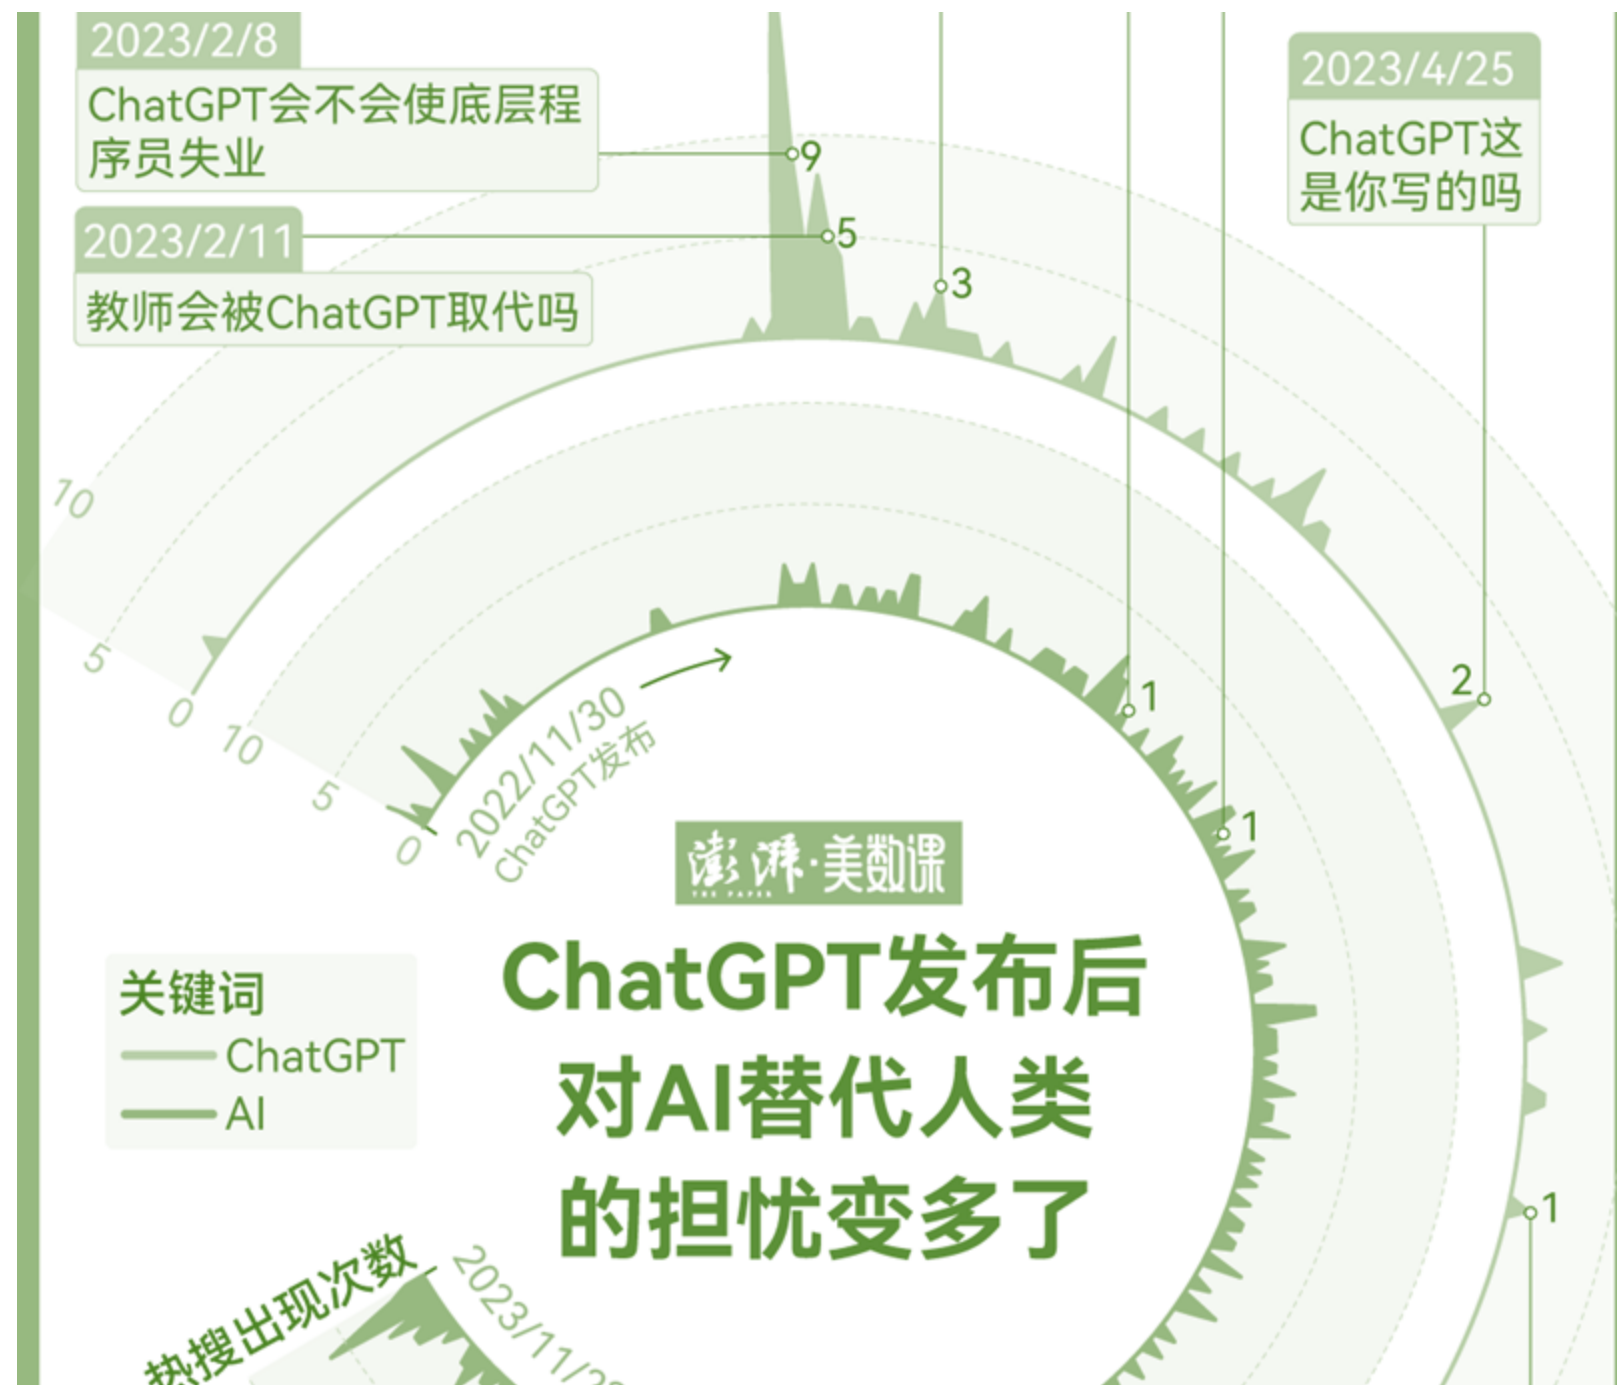 2023/2/8
ChatGPT会不会使底层程
序员失业
9
2023/2/11
教师会被ChatGPT取代吗
5
3
2023/4/25
ChatGPT这
是你写的吗
2
10
5
0
10
5
0
2022/11/30
ChatGPT发布
1
1
澎湃·美数课
THE PAPER
ChatGPT发布后
对AI替代人类
的担忧变多了
关键词
ChatGPT
AI
1
热搜出现次数
2023/11/2